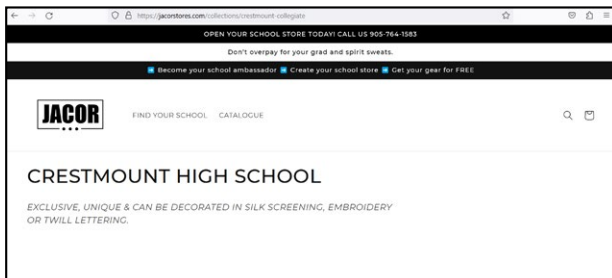 https://jacorstores.com/collections/crestmount-collegiate
OPEN YOUR SCHOOL STORE TODAY! CALL US 905-764-1583
Don't overpay for your grad and spirit sweats.
➡ Become your school ambassador ➡ Create your school store ➡ Get your gear for FREE
JACOR
FIND YOUR SCHOOL CATALOGUE
CRESTMOUNT HIGH SCHOOL
EXCLUSIVE, UNIQUE & CAN BE DECORATED IN SILK SCREENING, EMBROIDERY
OR TWILL LETTERING.